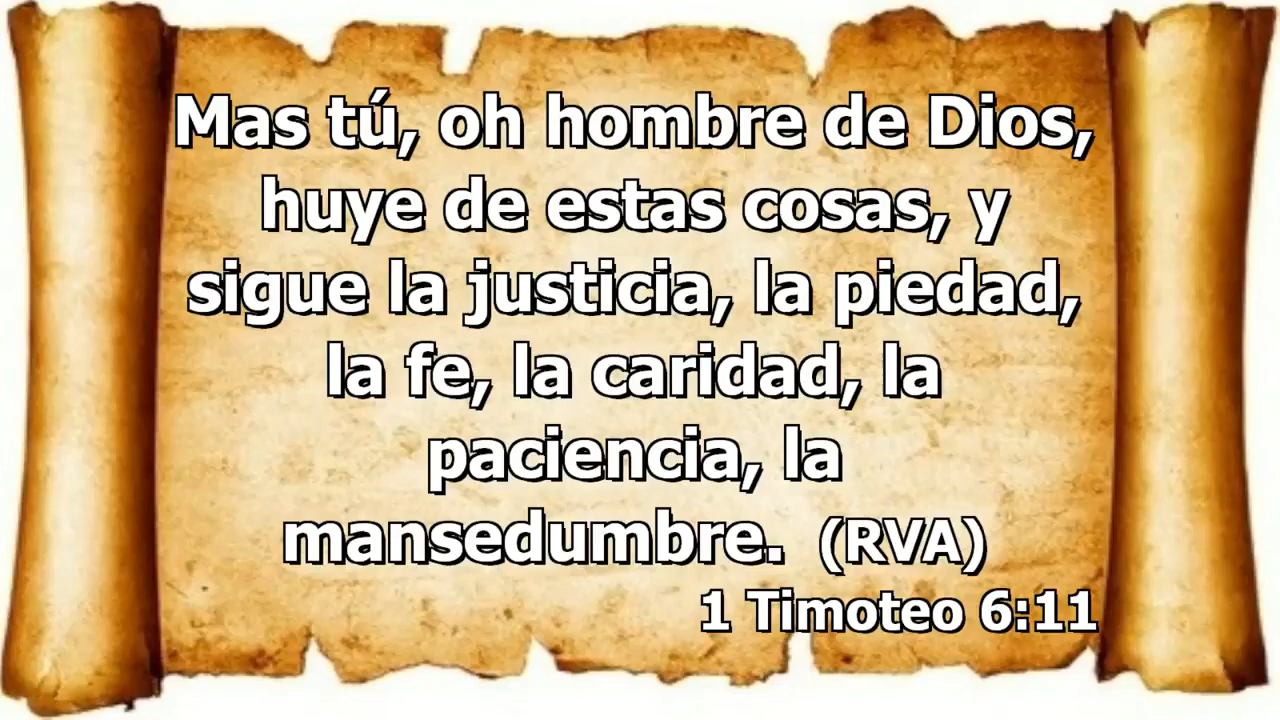 Mas tú, oh hombre de Dios,
huye de estas cosas, y
sigue la justicia, la piedad,
la fe, la caridad, la
paciencia, la
mansedumbre. (RVA)
1 Timoteo 6:11